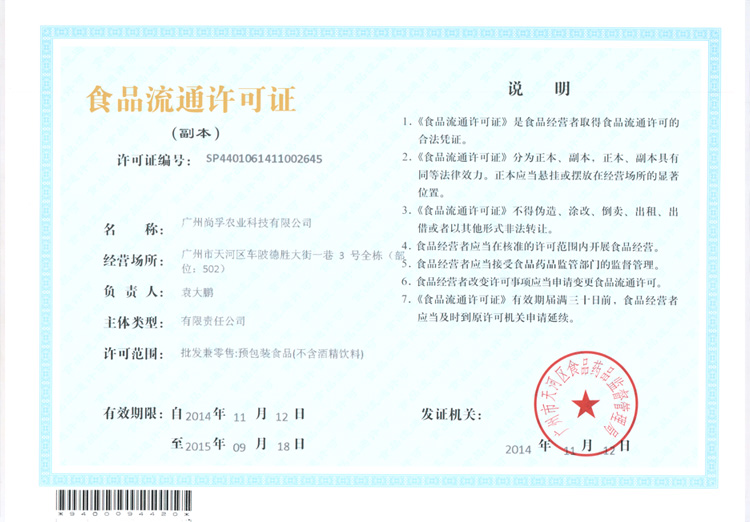 食品流通许可证
(副本)
许可证编号: SP4401061411002645
名 称: 广州尚孚农业科技有限公司
经营场所: 广州市天河区车陂德胜大街一巷 3 号全栋（部
位：502）
负 责 人: 袁大鹏
主体类型: 有限责任公司
许可范围: 批发兼零售:预包装食品(不含酒精饮料)
有效期限: 自 2014 年 11 月 12 日
至 2015 年 09 月 18 日
说 明
1.《食品流通许可证》是食品经营者取得食品流通许可的
合法凭证。
2.《食品流通许可证》分为正本、副本，正本、副本具有
同等法律效力。正本应当悬挂或摆放在经营场所的显著
位置。
3.《食品流通许可证》不得伪造、涂改、倒卖、出租、出
借或者以其他形式非法转让。
4. 食品经营者应当在核准的许可范围内开展食品经营。
5. 食品经营者应当接受食品药品监管部门的监督管理。
6. 食品经营者改变许可事项应当申请变更食品流通许可。
7.《食品流通许可证》有效期届满三十日前，食品经营者
应当及时到原许可机关申请延续。
发证机关:
广州市天河区食品药品监督管理局
2014 年 11 月 12 日